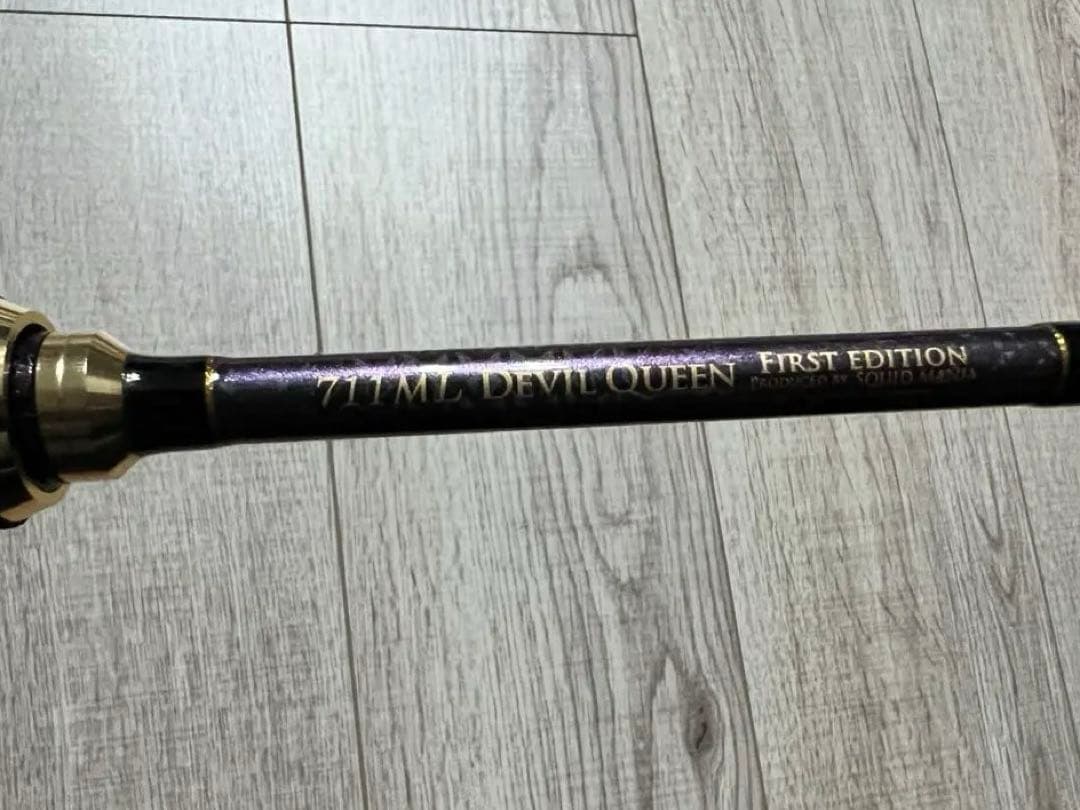 711ML DEVIL QUEEN FIRST EDITION
PRODUCED BY SQUID MANIA